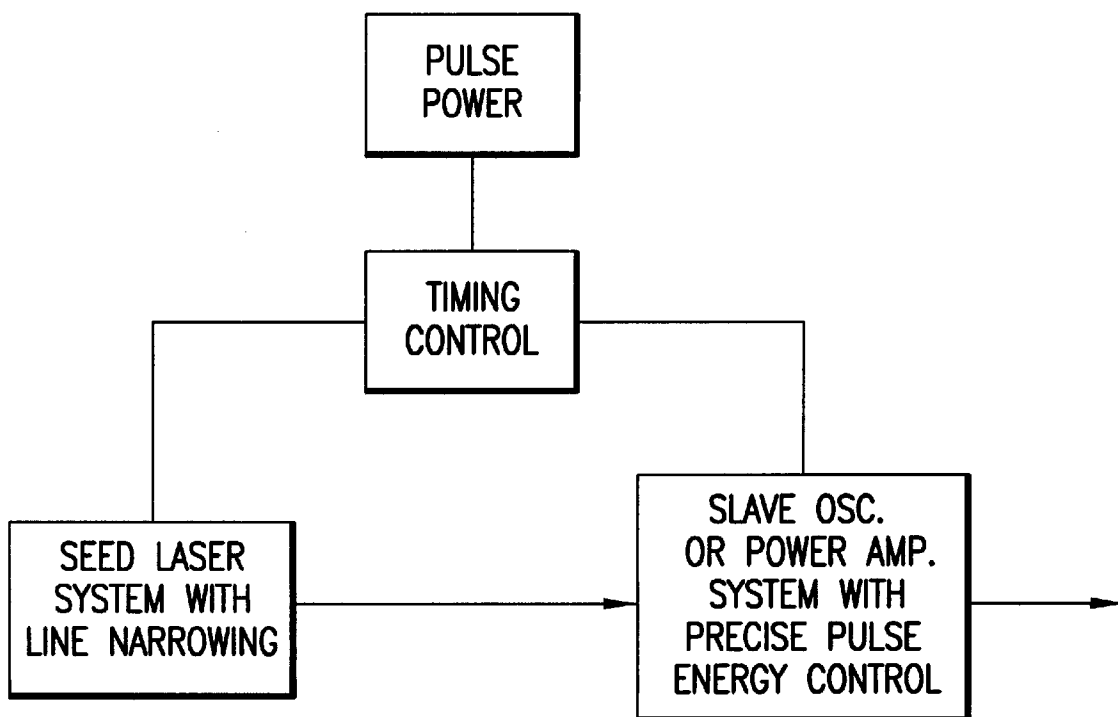 PULSE
POWER
TIMING
CONTROL
SEED LASER
SYSTEM WITH
LINE NARROWING
SLAVE OSC.
OR POWER AMP.
SYSTEM WITH
PRECISE PULSE
ENERGY CONTROL